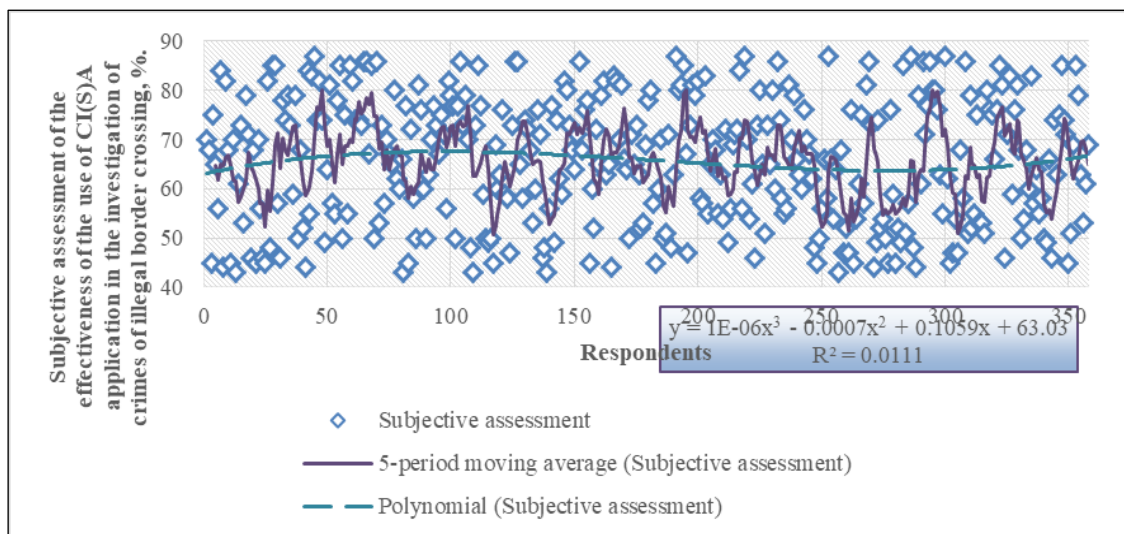 Subjective assessment of the
effectiveness of the use of CI(S)A
application in the investigation of
crimes of illegal border crossing, %.
90
80
70
60
50
40
0 50 100 150 200 250 300 350
Respondents
y = 1E-06x³ - 0.0007x² + 0.1059x + 63.03
R² = 0.0111
Subjective assessment
5-period moving average (Subjective assessment)
Polynomial (Subjective assessment)